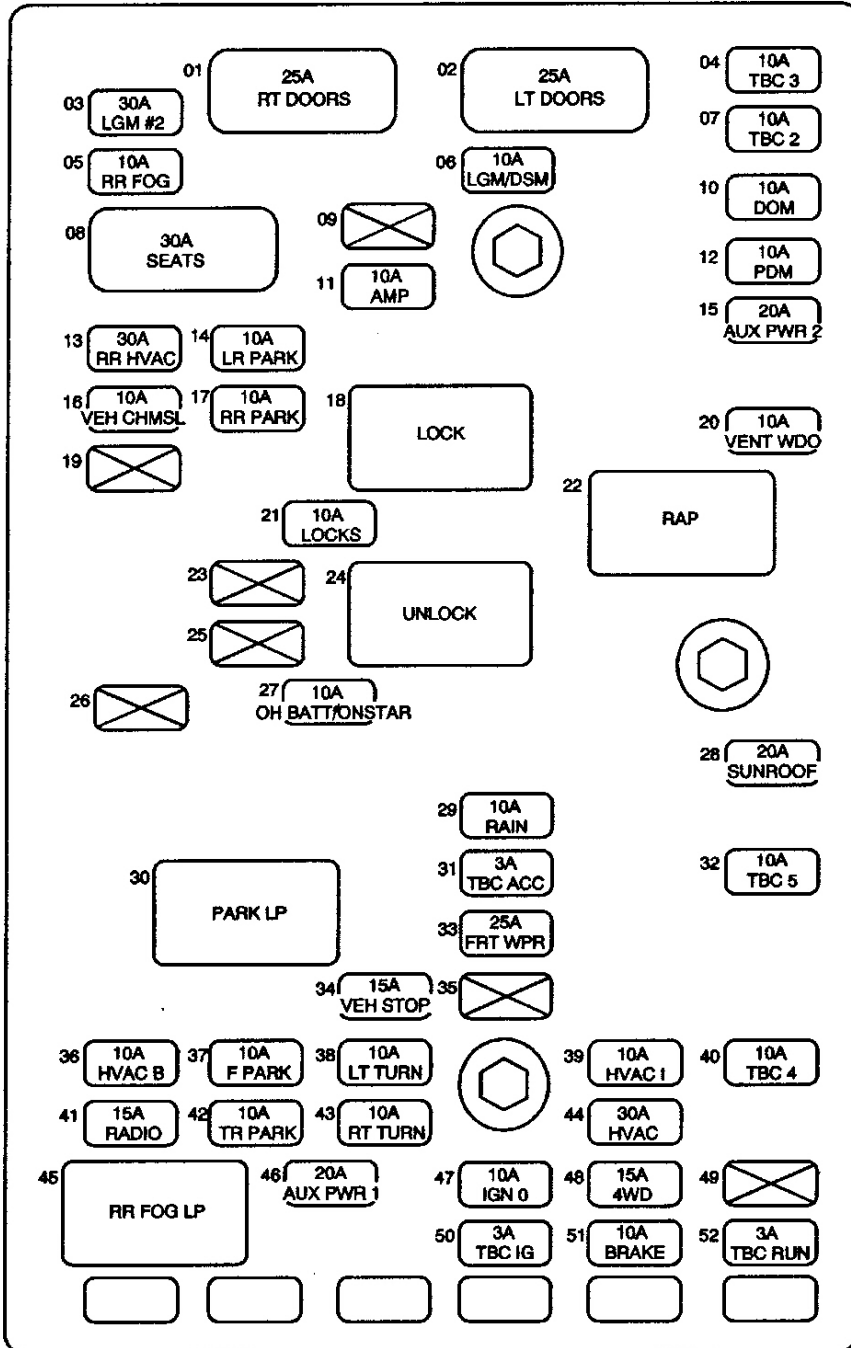 01
25A
RT DOORS
02
25A
LT DOORS
04
10A
TBC 3
03
30A
LGM #2
07
10A
TBC 2
05
10A
RR FOG
06
10A
LGM/DSM
10
10A
DOM
08
30A
SEATS
09
11
10A
AMP
12
10A
PDM
15
20A
AUX PWR 2
13
30A
RR HVAC
14
10A
LR PARK
16
10A
VEH CHMSL
17
10A
RR PARK
18
LOCK
20
10A
VENT WDO
19
22
RAP
21
10A
LOCKS
23
24
UNLOCK
25
26
27
10A
OH BATT/ONSTAR
28
20A
SUNROOF
29
10A
RAIN
30
PARK LP
31
3A
TBC ACC
32
10A
TBC 5
33
25A
FRT WPR
34
15A
VEH STOP
35
36
10A
HVAC B
37
10A
F PARK
38
10A
LT TURN
39
10A
HVAC I
40
10A
TBC 4
41
15A
RADIO
42
10A
TR PARK
43
10A
RT TURN
44
30A
HVAC
45
RR FOG LP
46
20A
AUX PWR 1
47
10A
IGN 0
48
15A
4WD
49
50
3A
TBC IG
51
10A
BRAKE
52
3A
TBC RUN